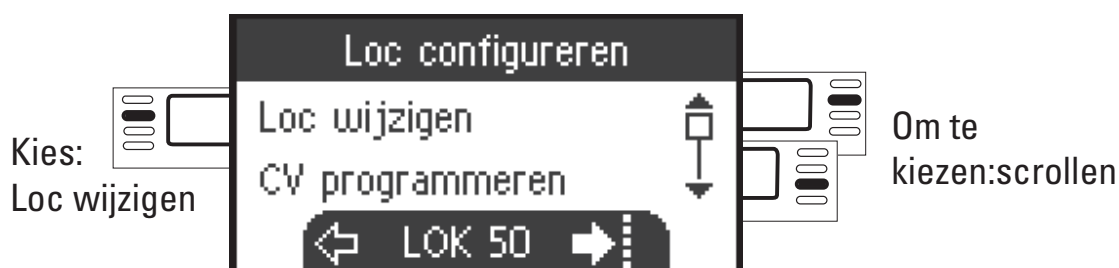 Loc configureren
Loc wijzigen
CV programmeren
LOK 50
Kies:
Loc wijzigen
Om te
kiezen:scrollen